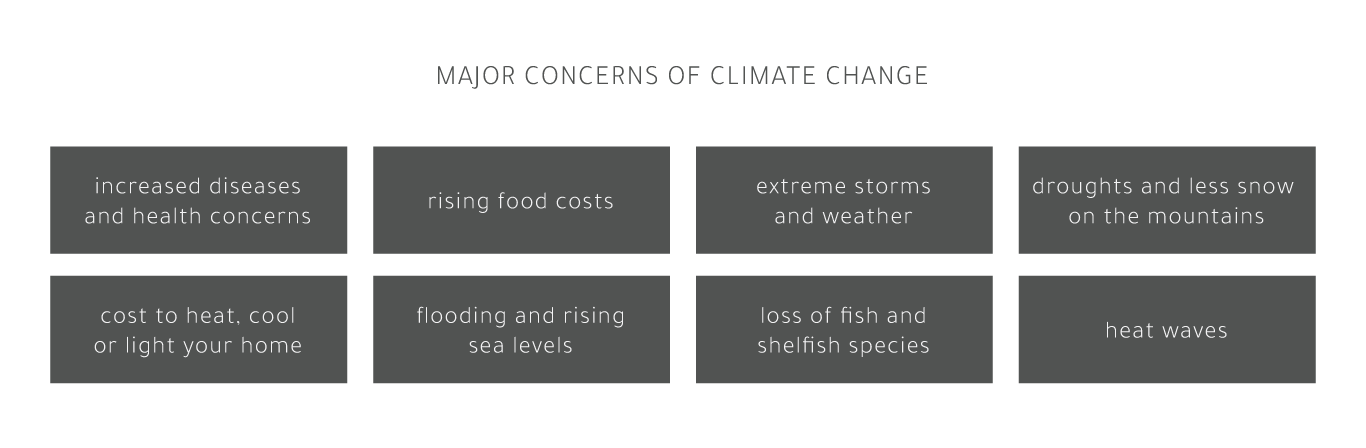 MAJOR CONCERNS OF CLIMATE CHANGE
increased diseases
and health concerns
rising food costs
extreme storms
and weather
droughts and less snow
on the mountains
cost to heat, cool
or light your home
flooding and rising
sea levels
loss of fish and
shelfish species
heat waves